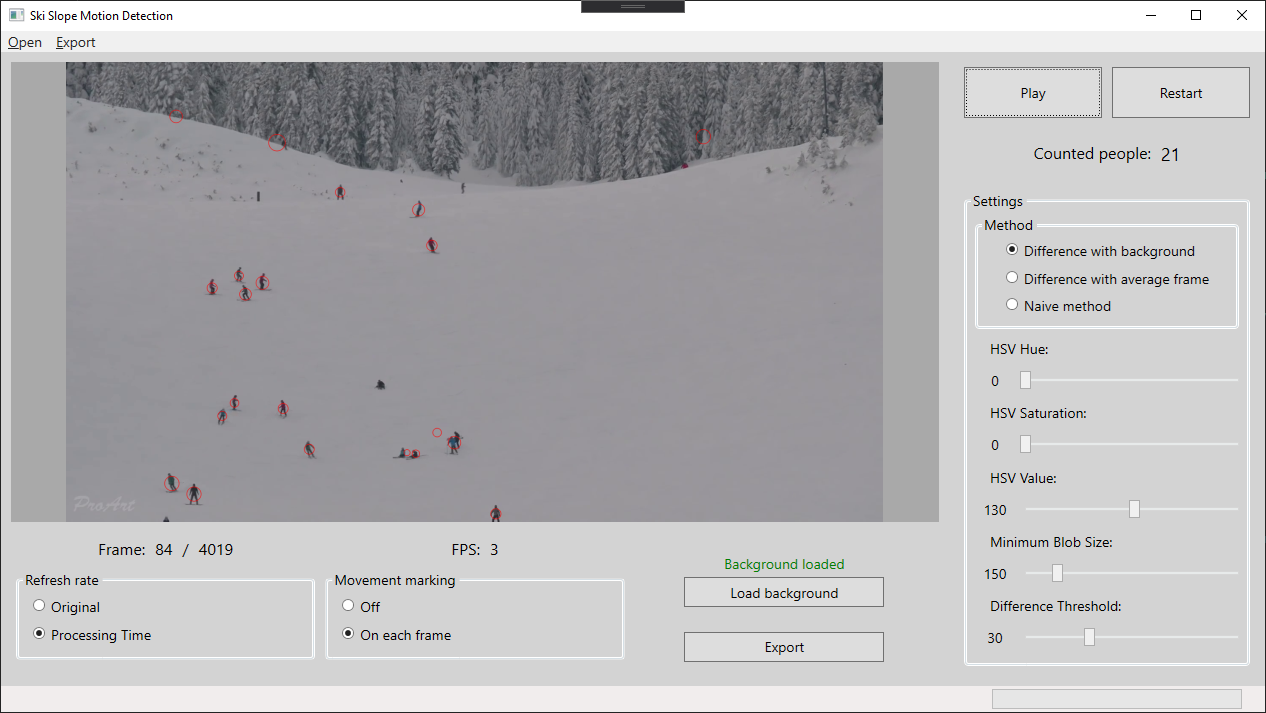 Ski Slope Motion Detection
Open Export
Play Restart
Counted people: 21
Settings
Method
Difference with background
Difference with average frame
Naive method
HSV Hue:
0
HSV Saturation:
0
HSV Value:
130
Minimum Blob Size:
150
Difference Threshold:
30
ProArt
Frame: 84 / 4019 FPS: 3
Refresh rate
Original
Processing Time
Movement marking
Off
On each frame
Background loaded
Load background
Export